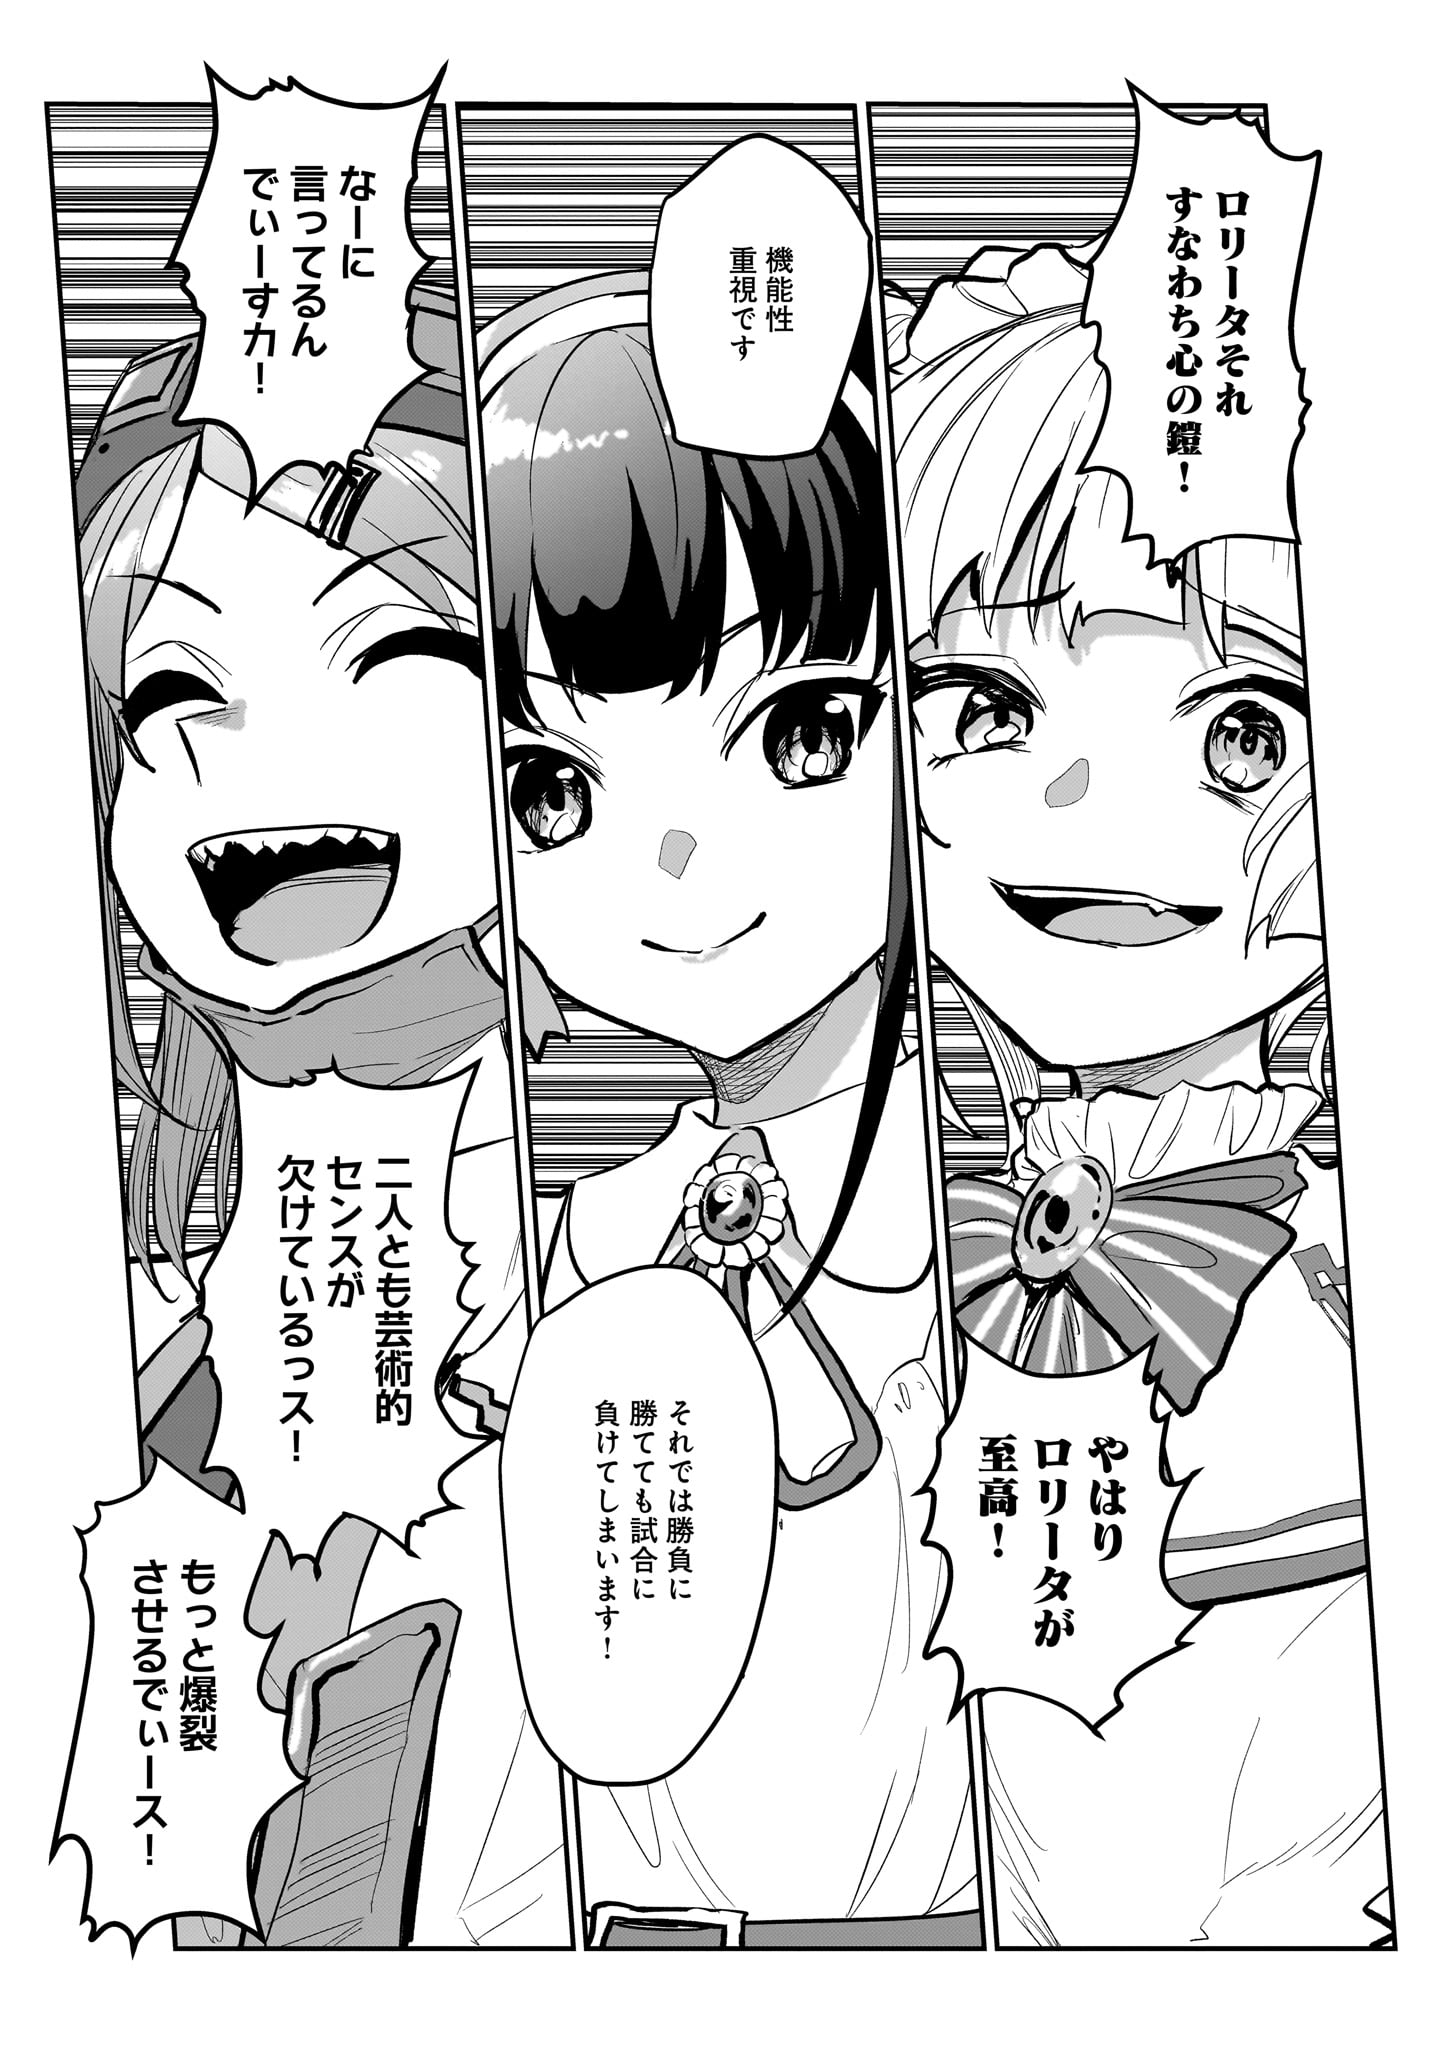 ロリータそれ
すなわち心の鎧！
やはり
ロリータが
至高！
機能性
重視です
それでは勝負に
勝てても試合に
負けてしまいます！
なーに
言ってるん
でぃーすカ！
二人とも芸術的
センスが
欠けているっス！
もっと爆裂
させるでぃース！